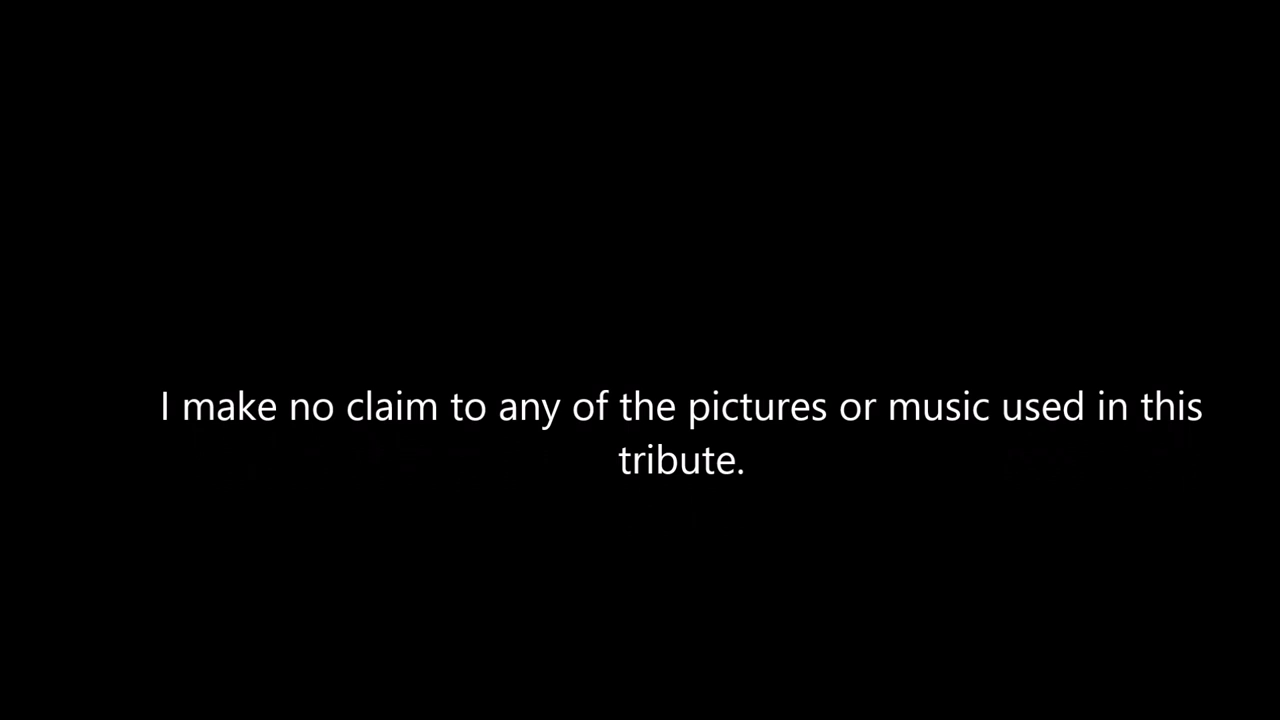 I make no claim to any of the pictures or music used in this
tribute.